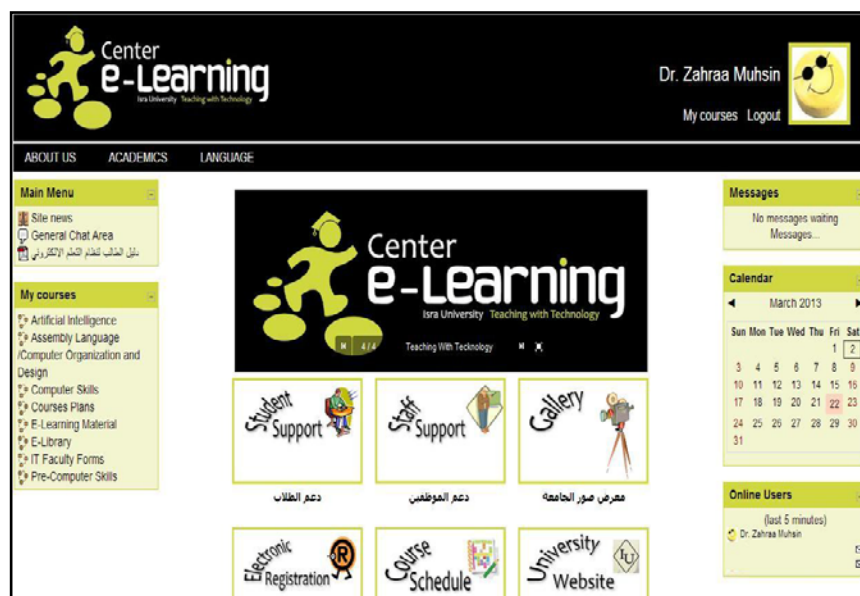 Center
e-Learning
Isra University Teaching with Technology
Dr. Zahraa Muhsin
My courses Logout
ABOUT US ACADEMICS LANGUAGE
Main Menu
Site news
General Chat Area
دليل الطالب لنظام التعلم الالكتروني
My courses
Artificial Intelligence
Assembly Language
/Computer Organization and
Design
Computer Skills
Courses Plans
E-Learning Material
E-Library
IT Faculty Forms
Pre-Computer Skills
Center
e-Learning
Isra University Teaching with Technology
4/4 Teaching With Tecknology
Student
Support
دعم الطلاب
Staff
Support
دعم الموظفين
Gallery
معرض صور الجامعة
Electronic
Registration
R
Course
Schedule
University
Website
IU
Messages
No messages waiting
Messages...
Calendar
March 2013
Sun Mon Tue Wed Thu Fri Sat
1 2
3 4 5 6 7 8 9
10 11 12 13 14 15 16
17 18 19 20 21 22 23
24 25 26 27 28 29 30
31
Online Users
(last 5 minutes)
Dr. Zahraa Muhsin